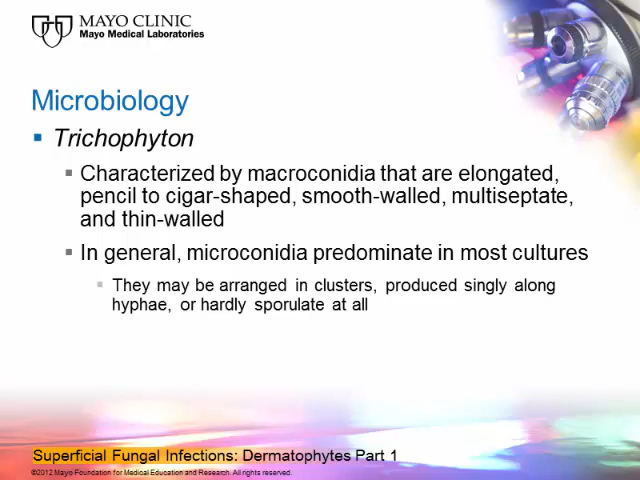 MAYO CLINIC
Mayo Medical Laboratories
Microbiology
Trichophyton
Characterized by macroconidia that are elongated,
pencil to cigar-shaped, smooth-walled, multiseptate,
and thin-walled
In general, microconidia predominate in most cultures
They may be arranged in clusters, produced singly along
hyphae, or hardly sporulate at all
Superficial Fungal Infections: Dermatophytes Part 1
©2012 Mayo Foundation for Medical Education and Research. All rights reserved.